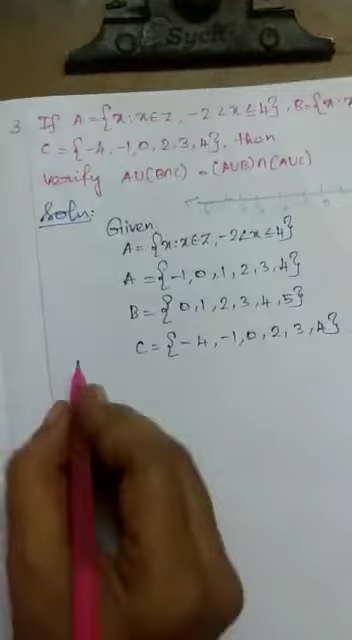 Syck
3 If A = {x : x ∈ Z, -2 < x ≤ 4}, B = {x : x
C = {-4, -1, 0, 2, 3, 4}, then
verify A∪(B∩C) = (A∪B)∩(A∪C)
Soln:
Given
A = {x : x ∈ Z, -2 < x ≤ 4}
A = {-1, 0, 1, 2, 3, 4}
B = {0, 1, 2, 3, 4, 5}
C = {-4, -1, 0, 2, 3, 4}